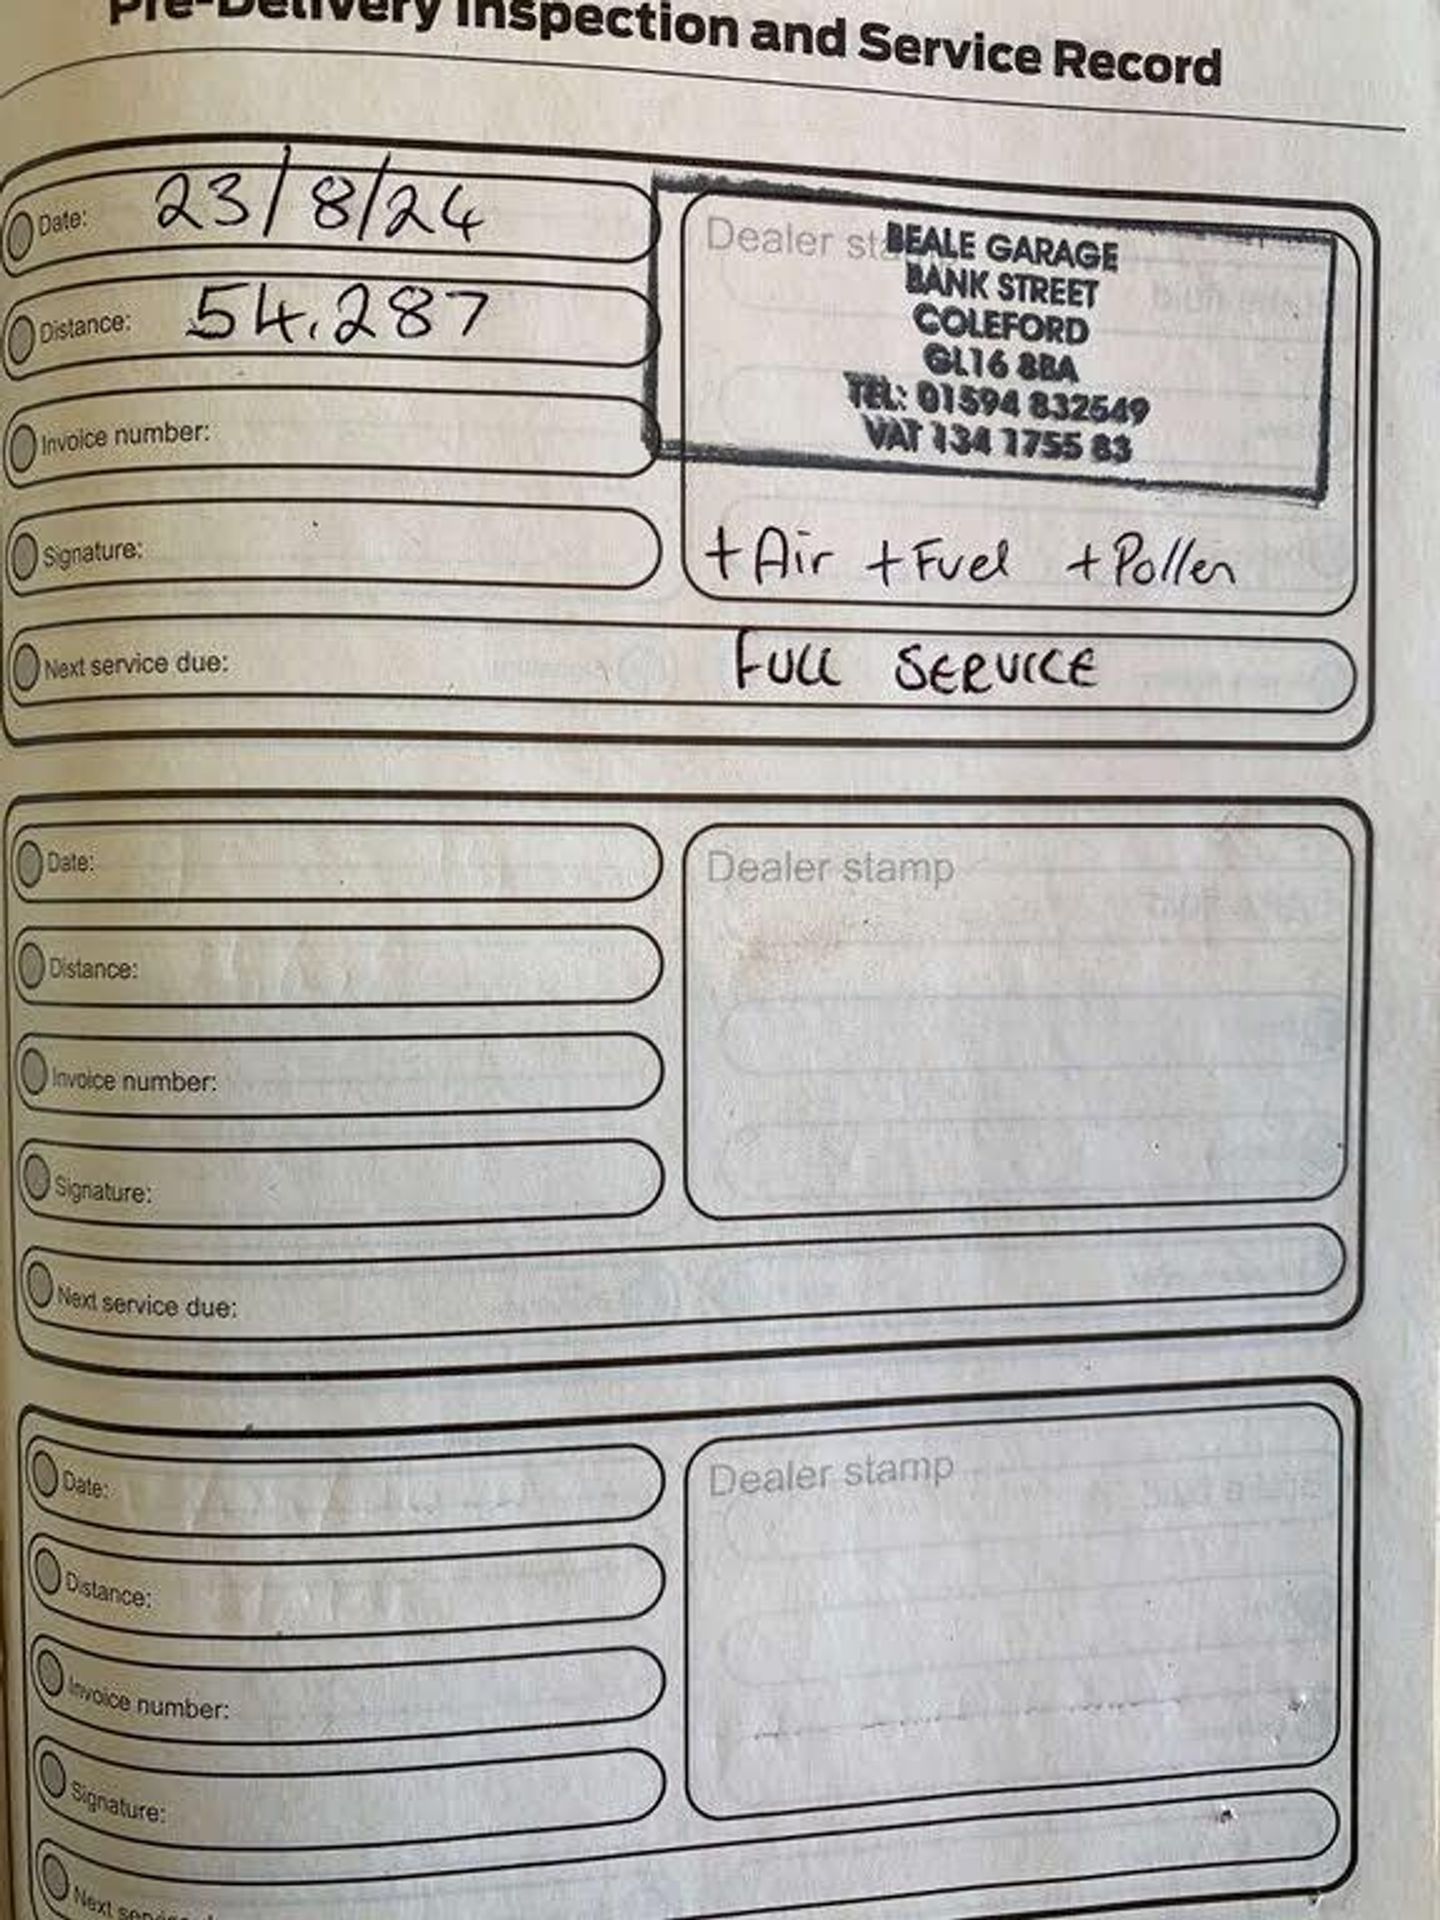 Pre-Delivery Inspection and Service Record
Date: 23/8/24
Distance: 54.287
Invoice number:
Signature:
Next service due: FULL SERVICE
Dealer
BEALE GARAGE
BANK STREET
COLEFORD
GL16 8BA
TEL: 01594 832549
VAT 134 1755 83
+Air +Fuel +Pollen
Date:
Distance:
Invoice number:
Signature:
Next service due:
Dealer stamp
Date:
Distance:
Invoice number:
Signature:
Next
Dealer stamp